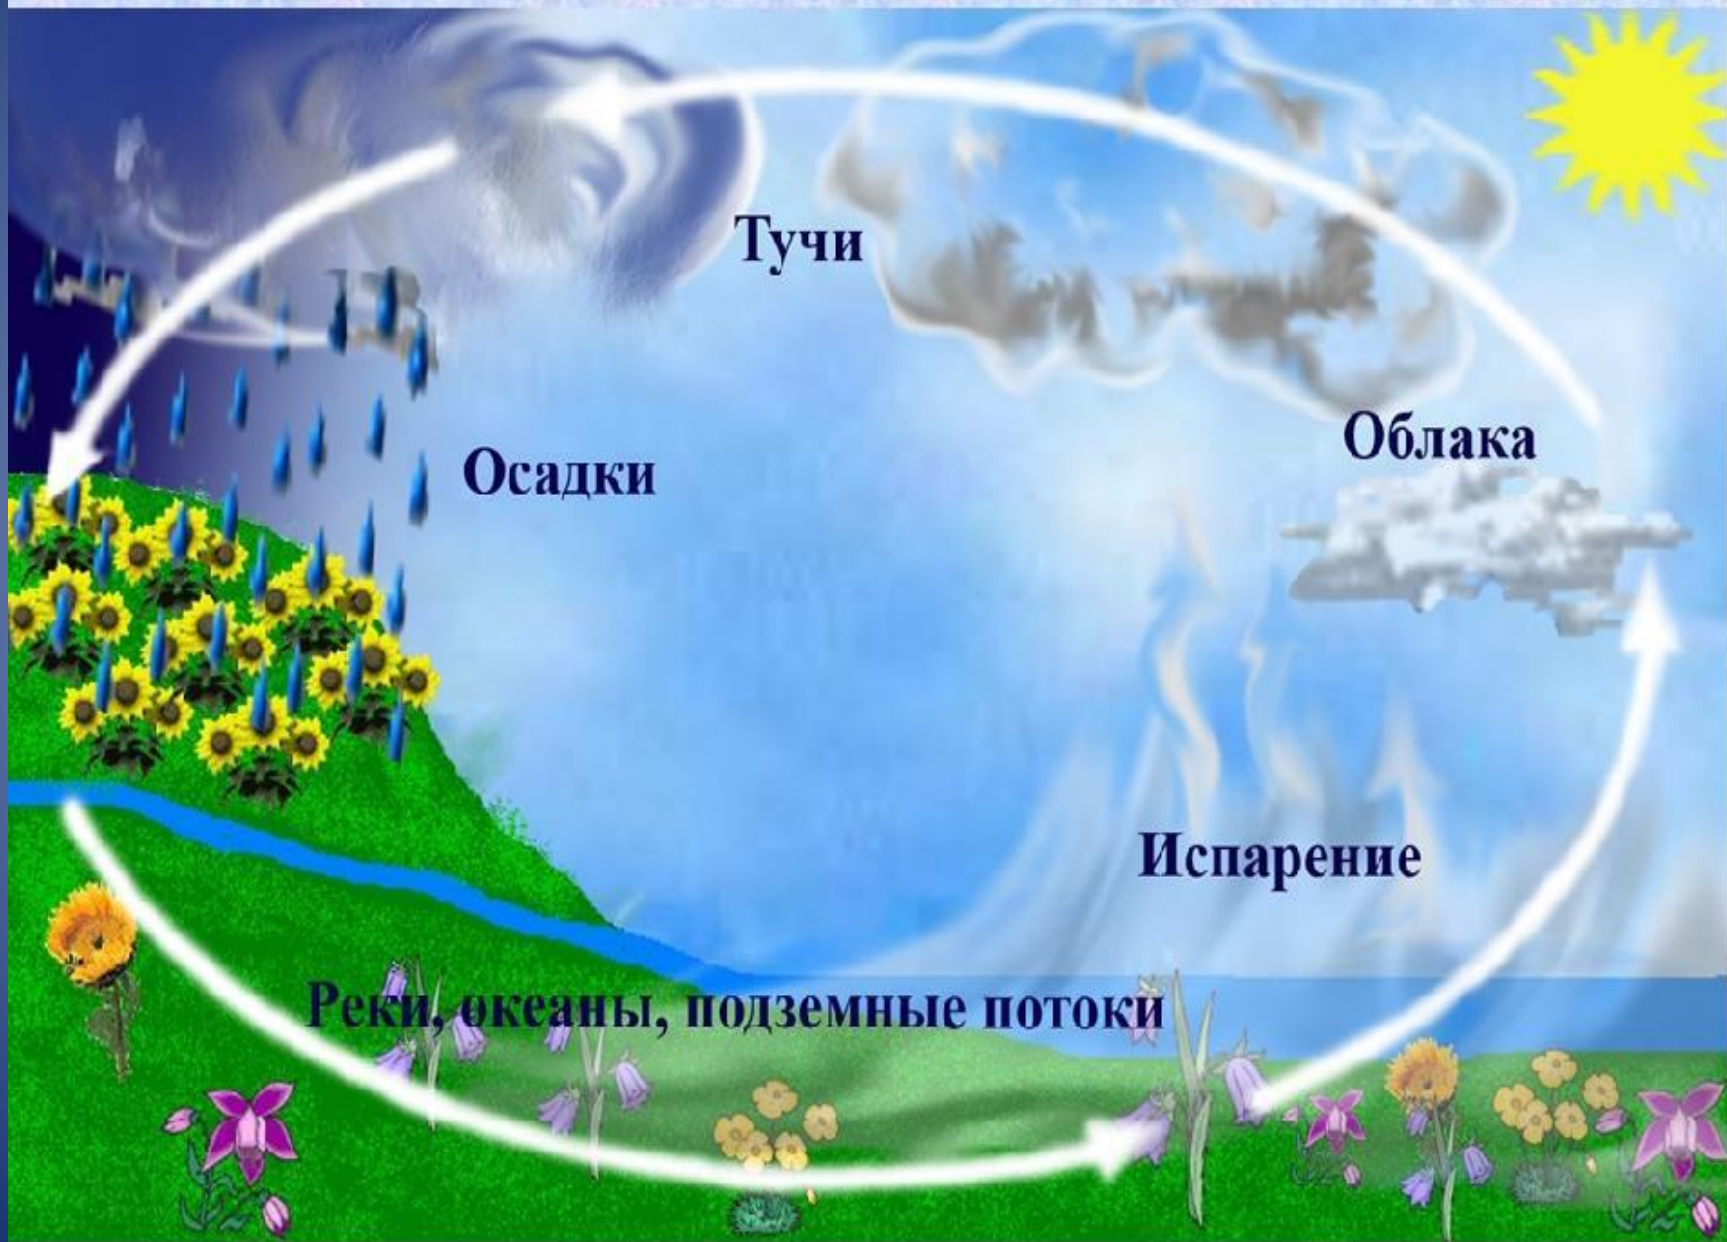 Тучи
Облака
Осадки
Испарение
Реки, океаны, подземные потоки